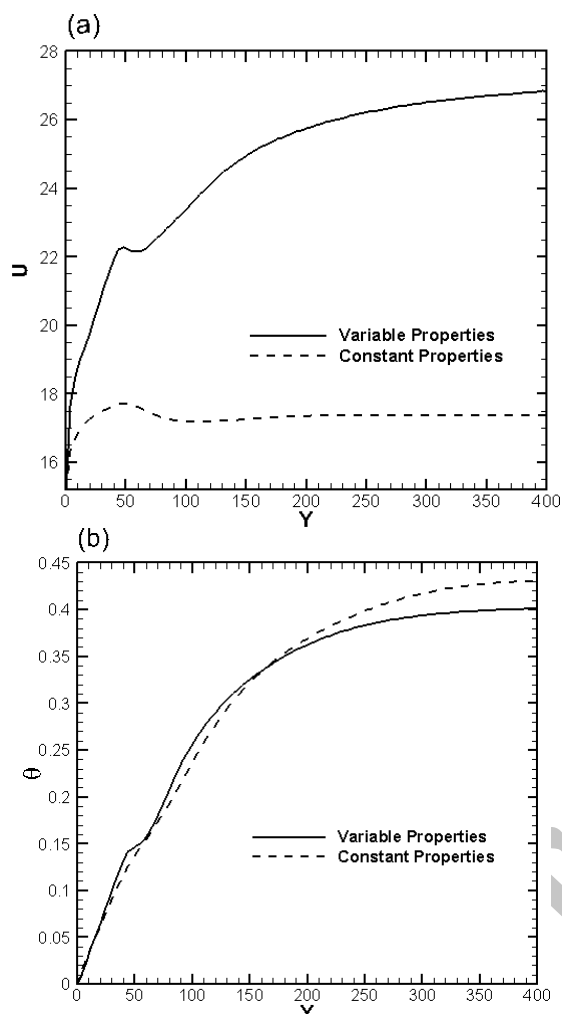 (a)
28
26
24
22
20
18
16
U
Variable Properties
Constant Properties
0 50 100 150 200 250 300 350 400
Y
(b)
0.45
0.4
0.35
0.3
0.25
0.2
0.15
0.1
0.05
0
θ
Variable Properties
Constant Properties
0 50 100 150 200 250 300 350 400